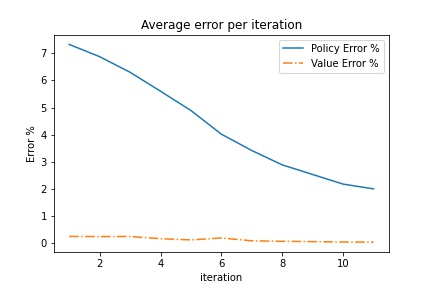 Average error per iteration
Policy Error %
Value Error %
Error %
7
6
5
4
3
2
1
0
2 4 6 8 10
iteration